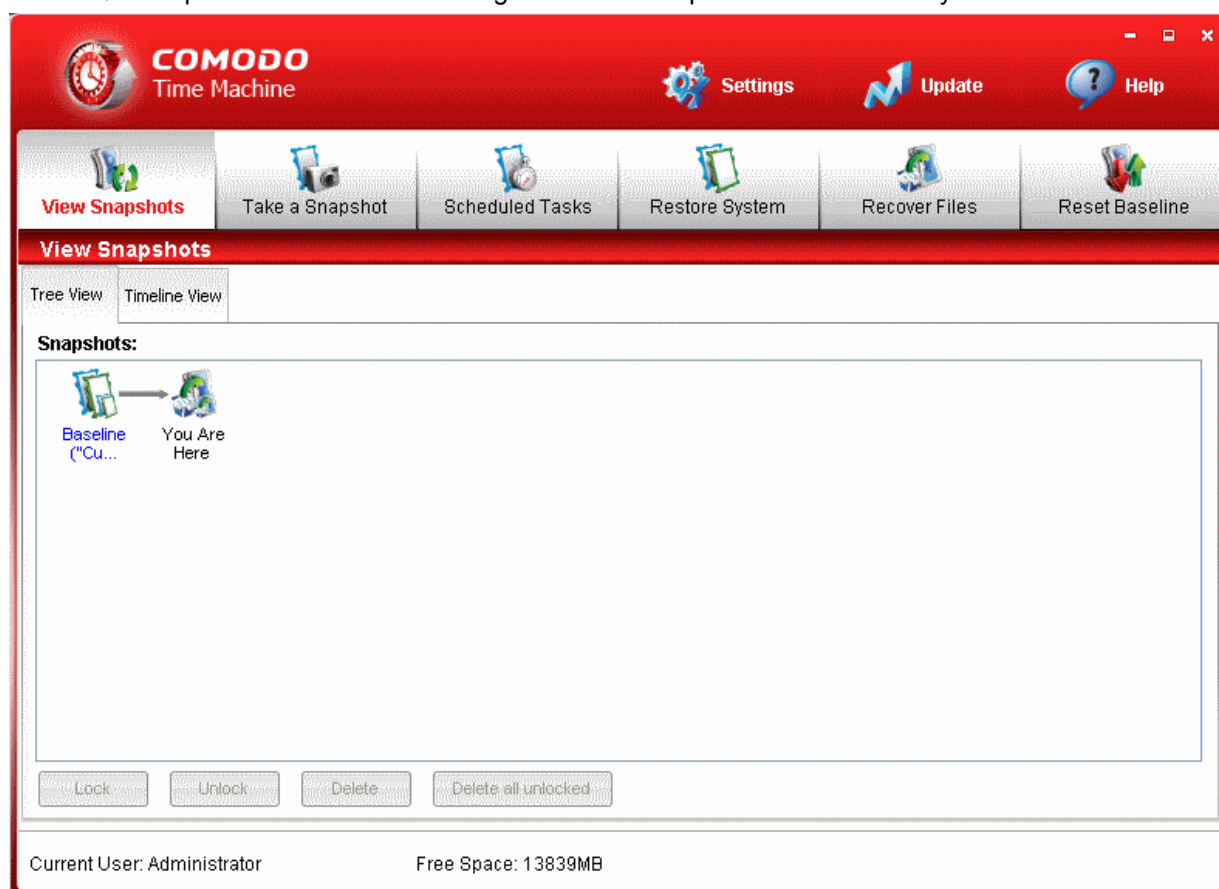 COMODO
Time Machine
Settings
Update
Help
View Snapshots
Take a Snapshot
Scheduled Tasks
Restore System
Recover Files
Reset Baseline
View Snapshots
Tree View
Timeline View
Snapshots:
Baseline
("Cu...
You Are
Here
Lock
Unlock
Delete
Delete all unlocked
Current User: Administrator
Free Space: 13839MB